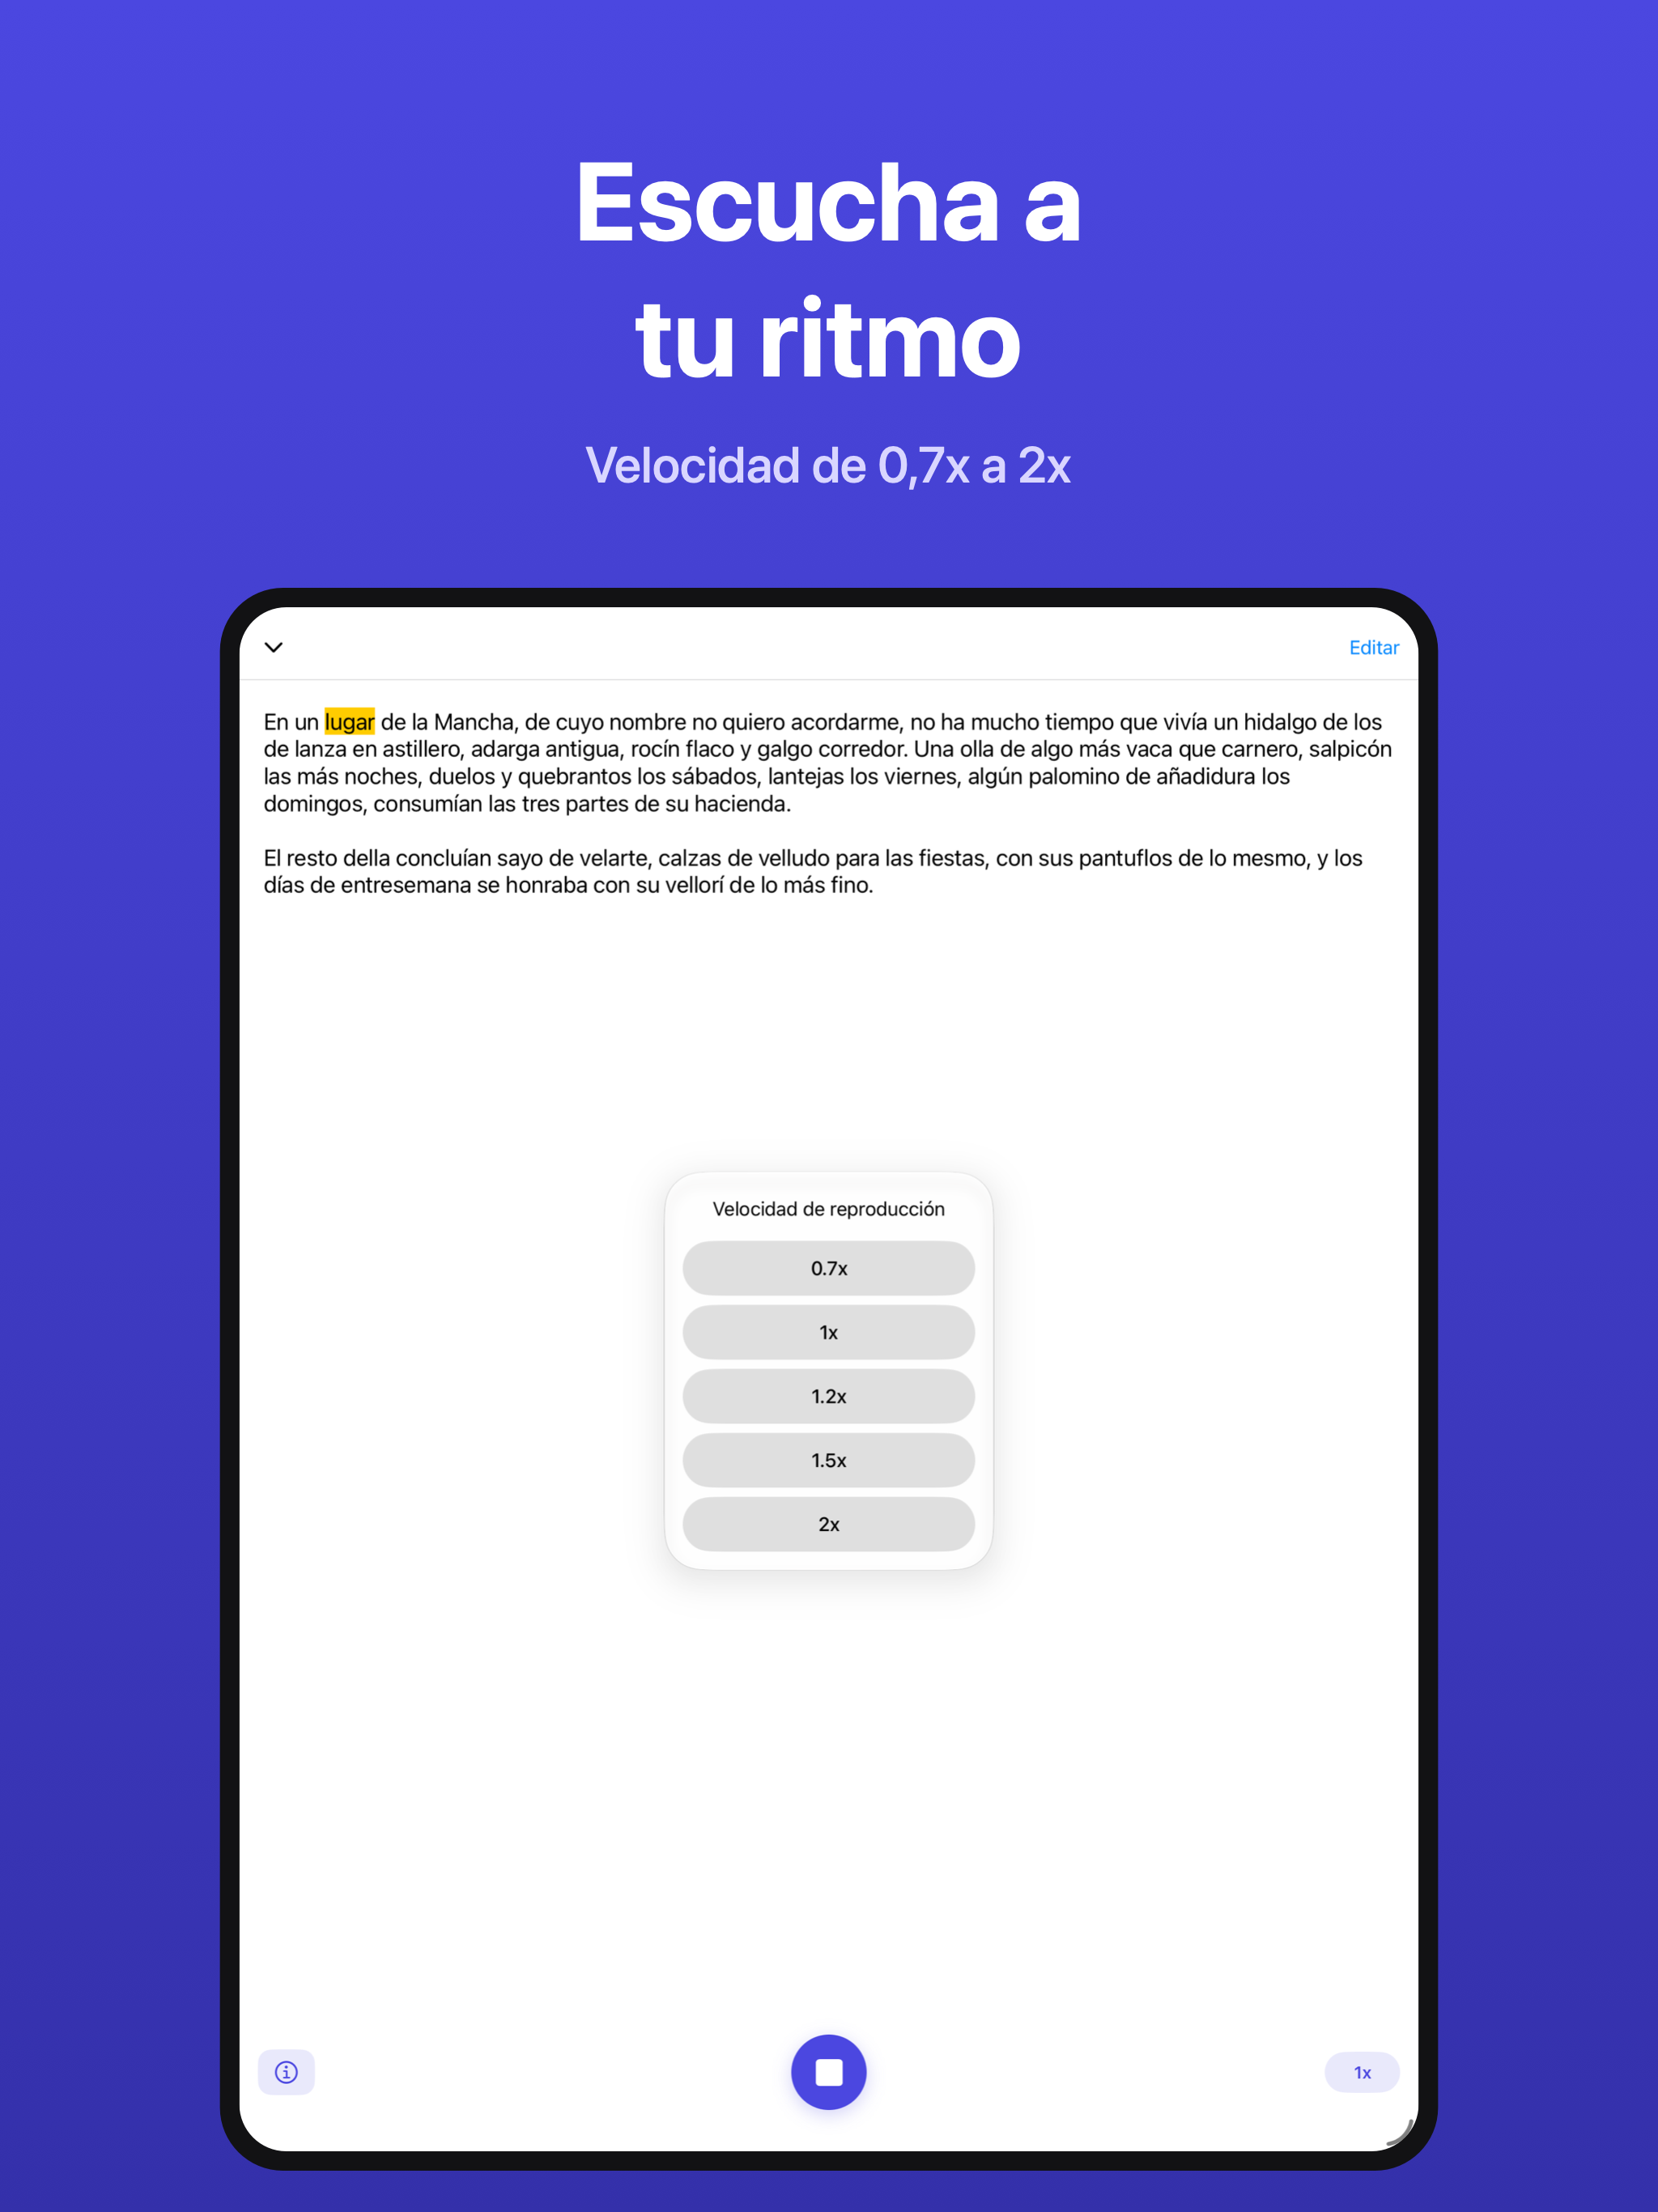 Escucha a
tu ritmo
Velocidad de 0,7x a 2x
Editar
En un lugar de la Mancha, de cuyo nombre no quiero acordarme, no ha mucho tiempo que vivía un hidalgo de los
de lanza en astillero, adarga antigua, rocín flaco y galgo corredor. Una olla de algo más vaca que carnero, salpicón
las más noches, duelos y quebrantos los sábados, lantejas los viernes, algún palomino de añadidura los
domingos, consumían las tres partes de su hacienda.
El resto della concluían sayo de velarte, calzas de velludo para las fiestas, con sus pantuflos de lo mesmo, y los
días de entresemana se honraba con su vellorí de lo más fino.
Velocidad de reproducción
0.7x
1x
1.2x
1.5x
2x
1x